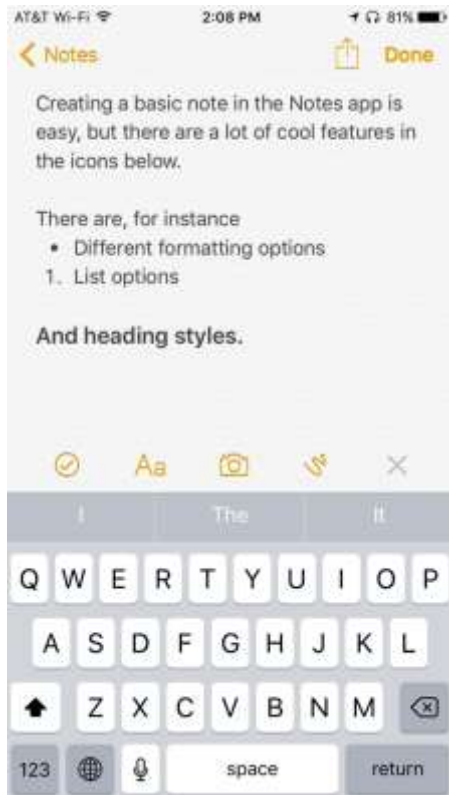 AT&T Wi-Fi 2:08 PM 81%
Notes Done
Creating a basic note in the Notes app is
easy, but there are a lot of cool features in
the icons below.
There are, for instance
• Different formatting options
1. List options
And heading styles.
Aa
I The It
Q W E R T Y U I O P
A S D F G H J K L
Z X C V B N M
123 space return